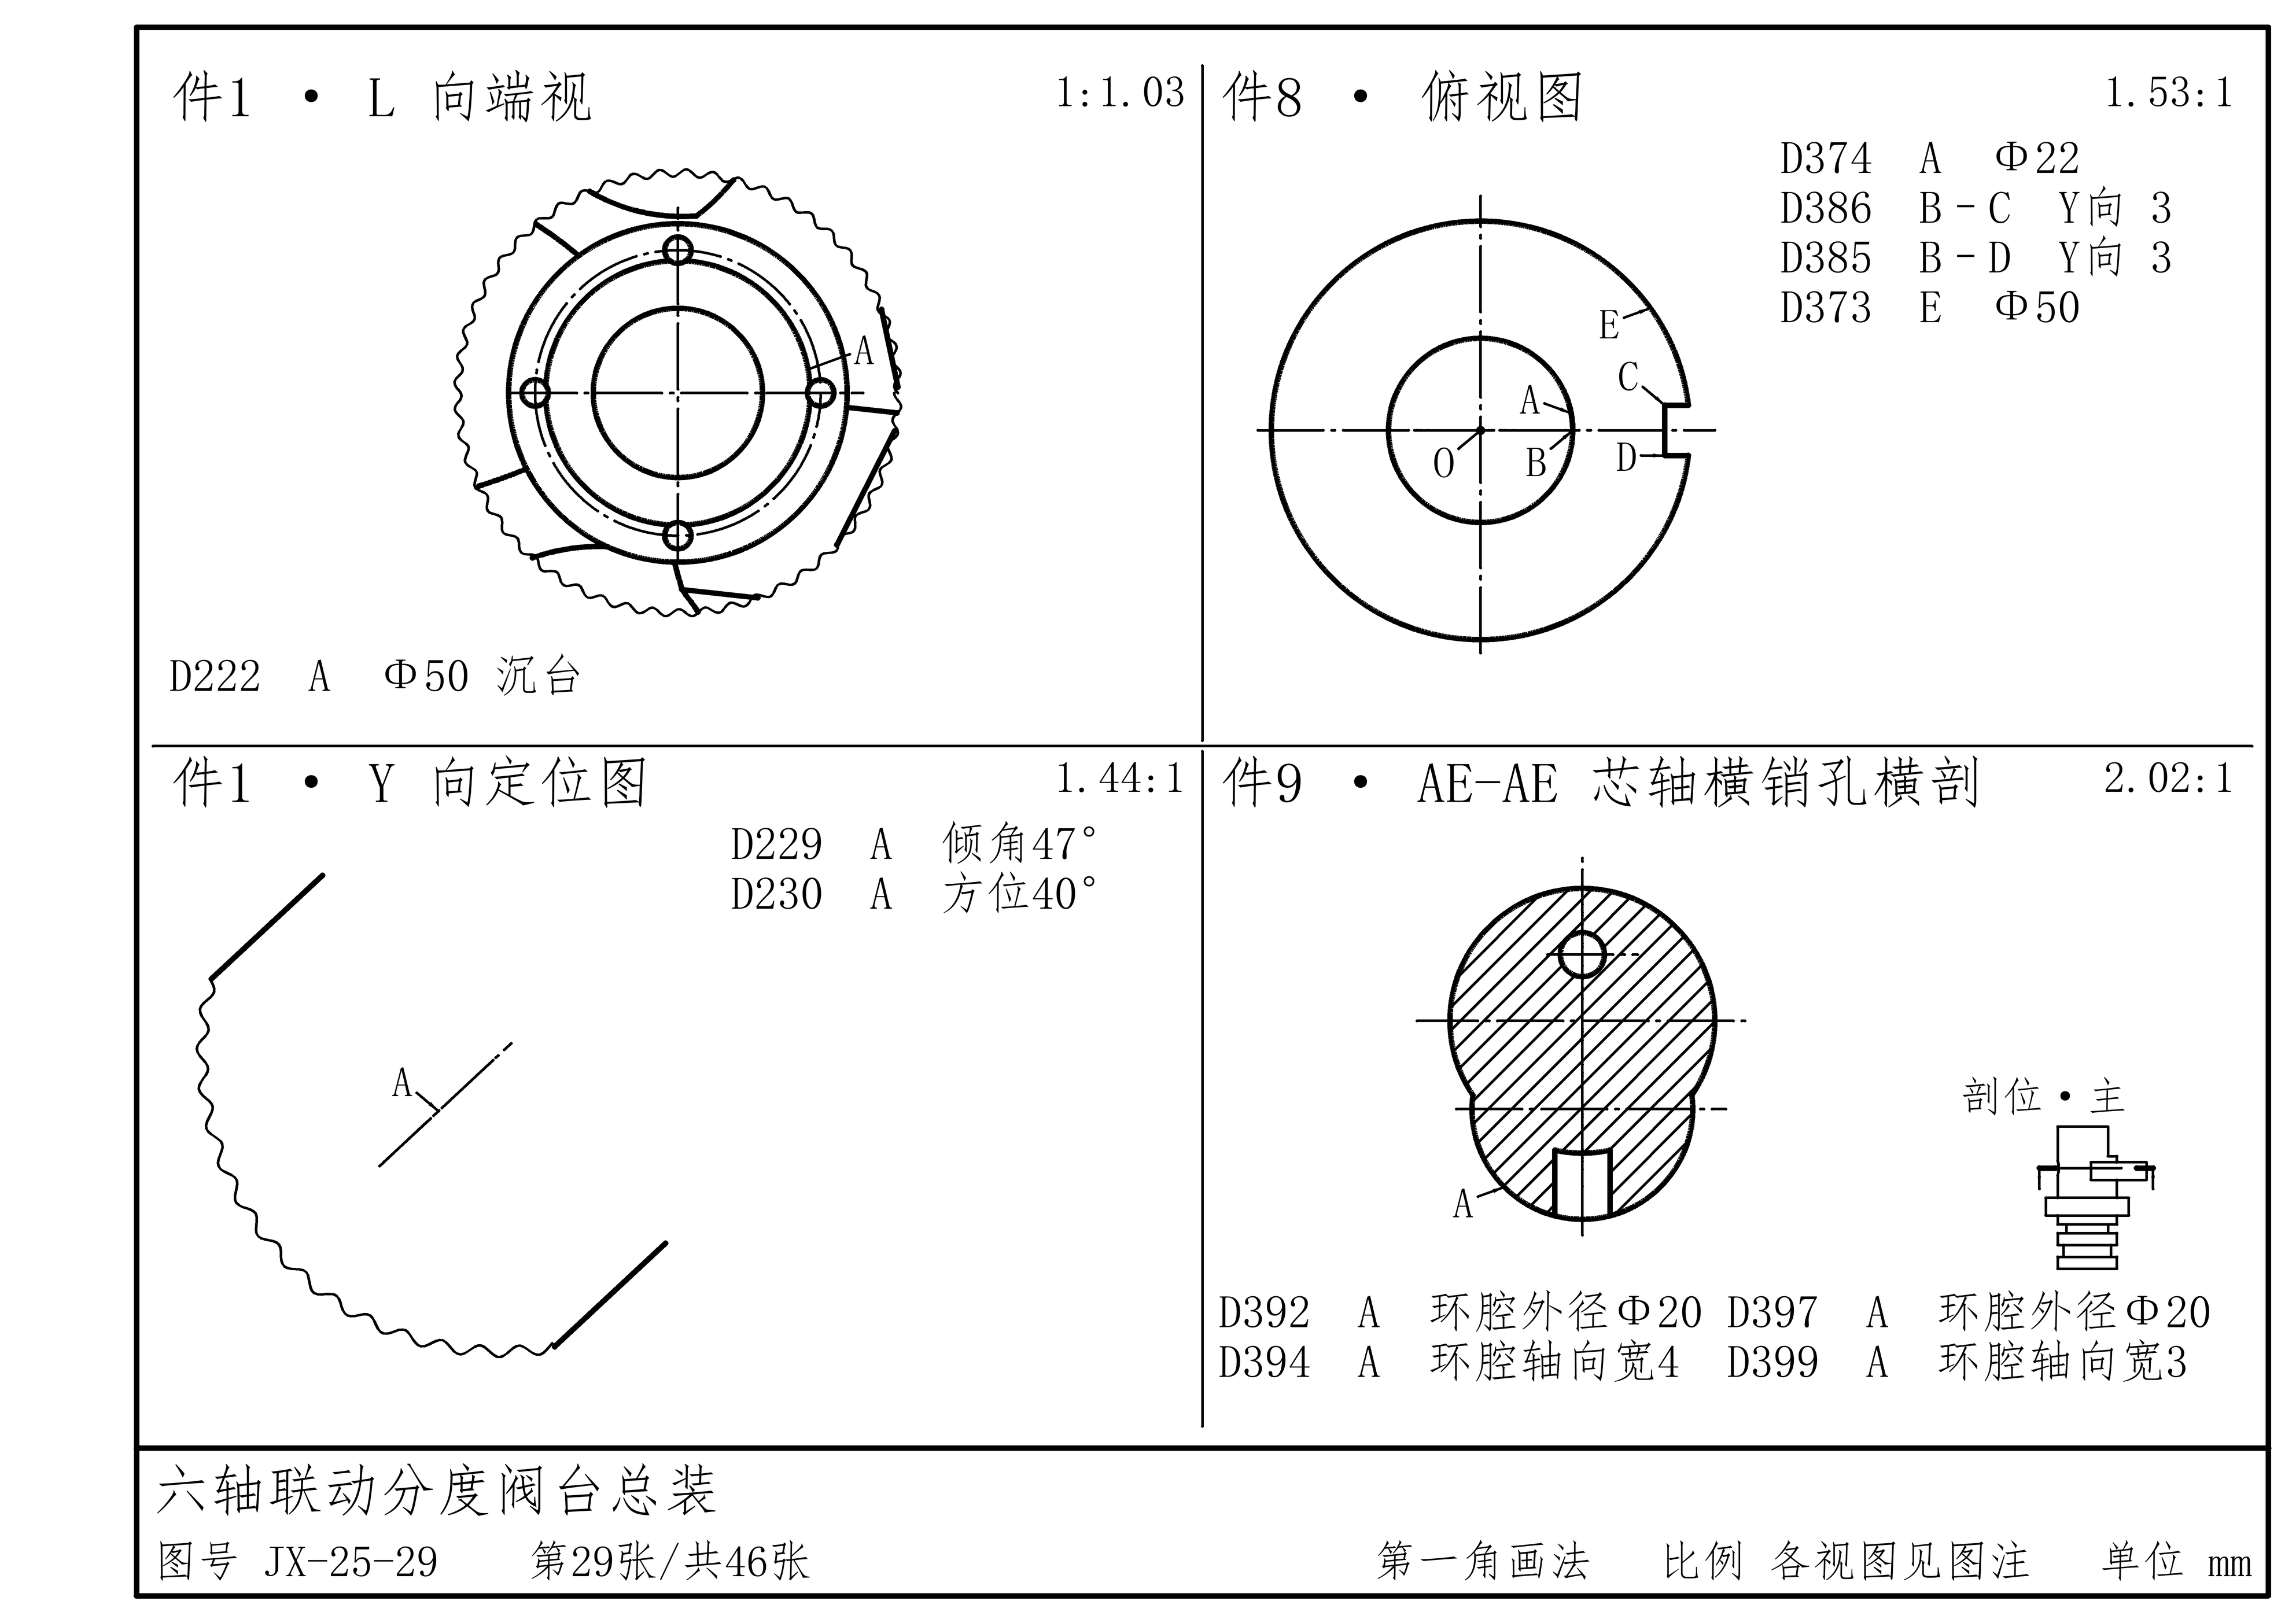 件1 • L 向端视 1:1.03
A
D222 A Φ50 沉台
件8 • 俯视图 1.53:1
D374 A Φ22
D386 B-C Y向 3
D385 B-D Y向 3
D373 E Φ50
E
C
A
O B D
件1 • Y 向定位图 1.44:1
D229 A 倾角47°
D230 A 方位40°
A
件9 • AE-AE 芯轴横销孔横剖 2.02:1
剖位•主
A
D392 A 环腔外径Φ20 D397 A 环腔外径Φ20
D394 A 环腔轴向宽4 D399 A 环腔轴向宽3
六轴联动分度阀台总装
图号 JX-25-29 第29张/共46张 第一角画法 比例 各视图见图注 单位 mm